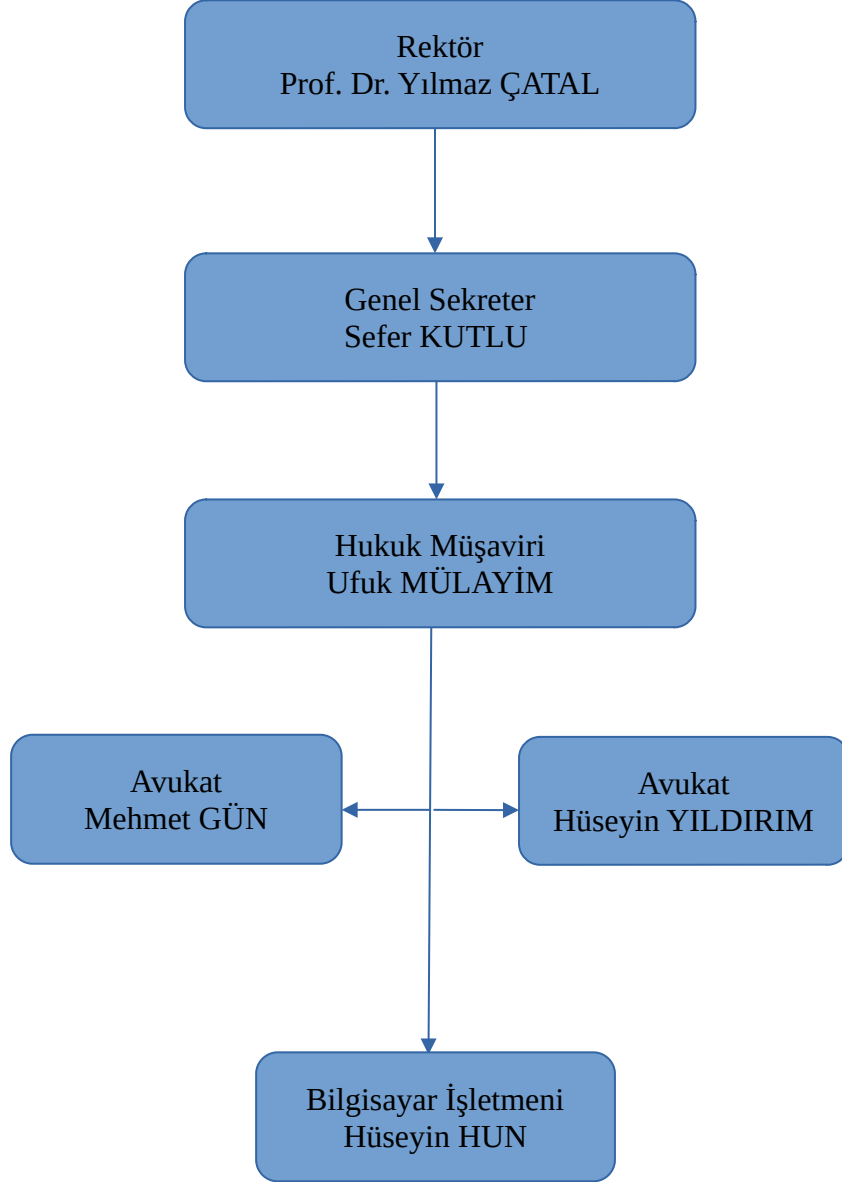 Rektör
Prof. Dr. Yılmaz ÇATAL
Genel Sekreter
Sefer KUTLU
Hukuk Müşaviri
Ufuk MÜLAYİM
Avukat
Mehmet GÜN
Avukat
Hüseyin YILDIRIM
Bilgisayar İşletmeni
Hüseyin HUN